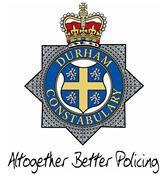 DURHAM
CONSTABULARY
Altogether Better Policing